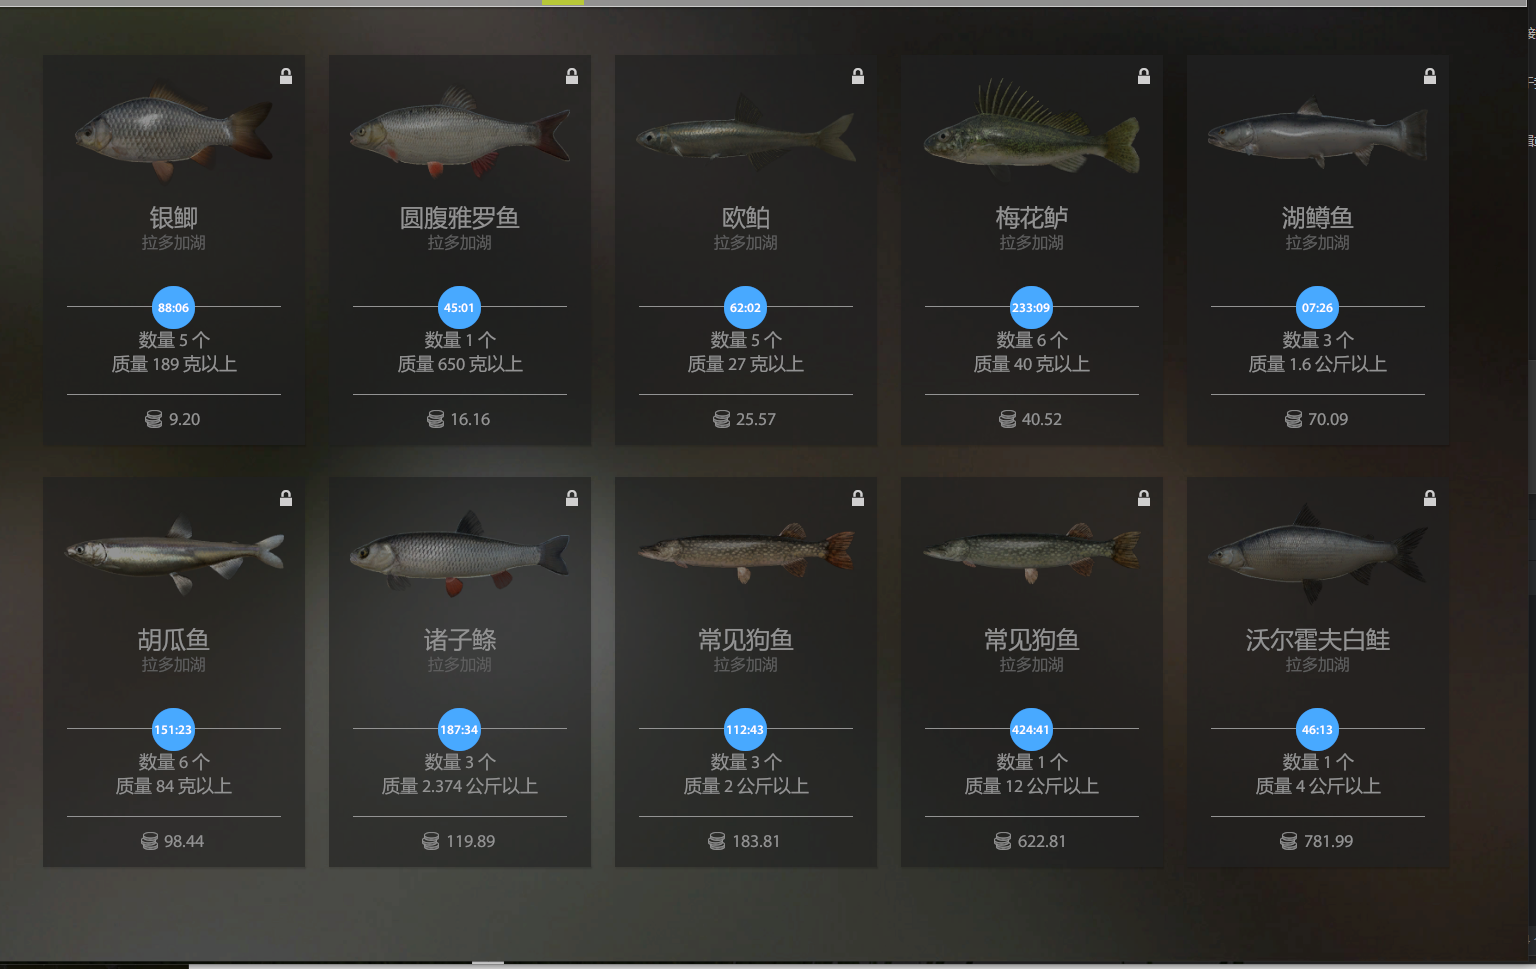 银鲫
拉多加湖
88:06
数量 5 个
质量 189 克以上
9.20
圆腹雅罗鱼
拉多加湖
45:01
数量 1 个
质量 650 克以上
16.16
欧鲌
拉多加湖
62:02
数量 5 个
质量 27 克以上
25.57
梅花鲈
拉多加湖
233:09
数量 6 个
质量 40 克以上
40.52
湖鳟鱼
拉多加湖
07:26
数量 3 个
质量 1.6 公斤以上
70.09
胡瓜鱼
拉多加湖
151:23
数量 6 个
质量 84 克以上
98.44
诸子鲦
拉多加湖
187:34
数量 3 个
质量 2.374 公斤以上
119.89
常见狗鱼
拉多加湖
112:43
数量 3 个
质量 2 公斤以上
183.81
常见狗鱼
拉多加湖
424:41
数量 1 个
质量 12 公斤以上
622.81
沃尔霍夫白鲑
拉多加湖
46:13
数量 1 个
质量 4 公斤以上
781.99